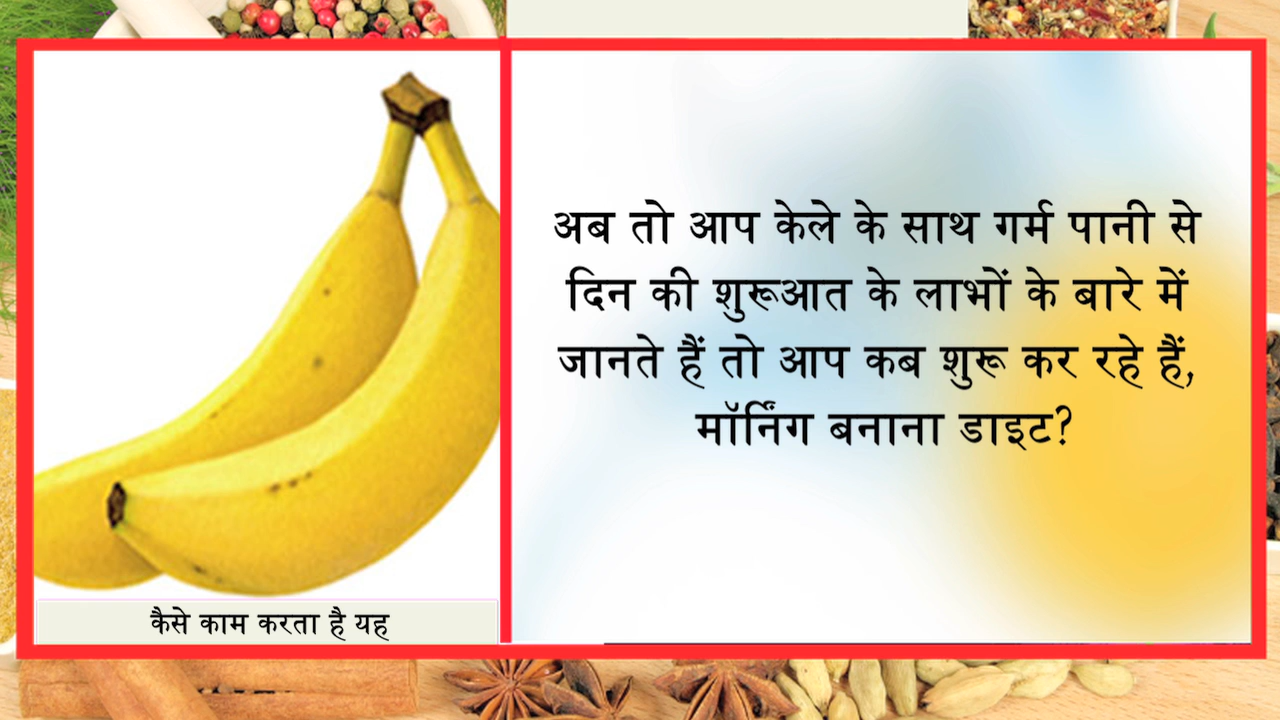 अब तो आप केले के साथ गर्म पानी से
दिन की शुरूआत के लाभों के बारे में
जानते हैं तो आप कब शुरू कर रहे हैं,
मॉर्निंग बनाना डाइट?
कैसे काम करता है यह